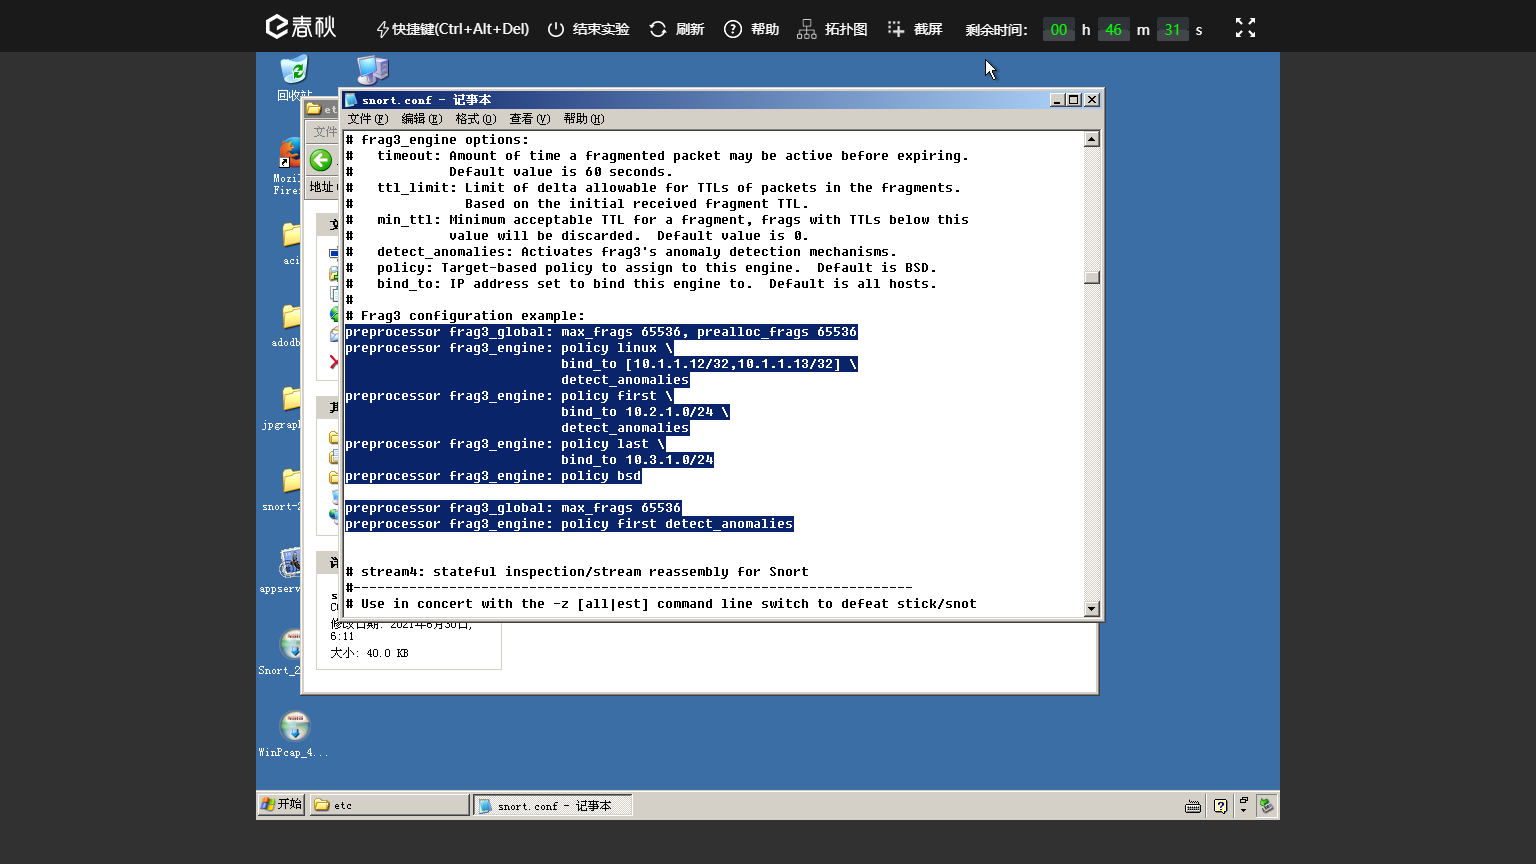 春秋
快捷键(Ctrl+Alt+Del)
结束实验
刷新
帮助
拓扑图
截屏
剩余时间：
00 h 46 m 31 s
回收站
snort.conf - 记事本
文件(F) 编辑(E) 格式(O) 查看(V) 帮助(H)
# frag3_engine options:
#   timeout: Amount of time a fragmented packet may be active before expiring.
#            Default value is 60 seconds.
#   ttl_limit: Limit of delta allowable for TTLs of packets in the fragments.
#              Based on the initial received fragment TTL.
#   min_ttl: Minimum acceptable TTL for a fragment, frags with TTLs below this
#            value will be discarded.  Default value is 0.
#   detect_anomalies: Activates frag3's anomaly detection mechanisms.
#   policy: Target-based policy to assign to this engine.  Default is BSD.
#   bind_to: IP address set to bind this engine to.  Default is all hosts.
#
# Frag3 configuration example:
preprocessor frag3_global: max_frags 65536, prealloc_frags 65536
preprocessor frag3_engine: policy linux \
                           bind_to [10.1.1.12/32,10.1.1.13/32] \
                           detect_anomalies
preprocessor frag3_engine: policy first \
                           bind_to 10.2.1.0/24 \
                           detect_anomalies
preprocessor frag3_engine: policy last \
                           bind_to 10.3.1.0/24
preprocessor frag3_engine: policy bsd
preprocessor frag3_global: max_frags 65536
preprocessor frag3_engine: policy first detect_anomalies
# stream4: stateful inspection/stream reassembly for Snort
#----------------------------------------------------------------------
# Use in concert with the -z [all|est] command line switch to defeat stick/snot
文件
地址
Mozil
Firef
aci
adodb
jpgrap
snort-2
appserv
Snort_2
WinPcap_4...
修改日期: 2021年6月30日,
6:11
大小: 40.0 KB
开始
etc
snort.conf - 记事本